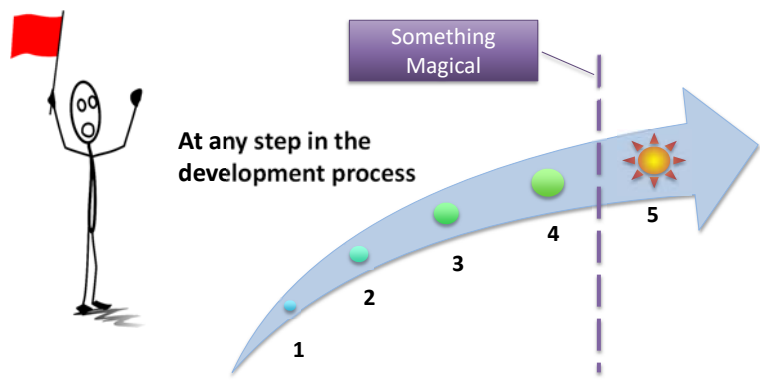 Something
Magical
At any step in the
development process
1
2
3
4
5